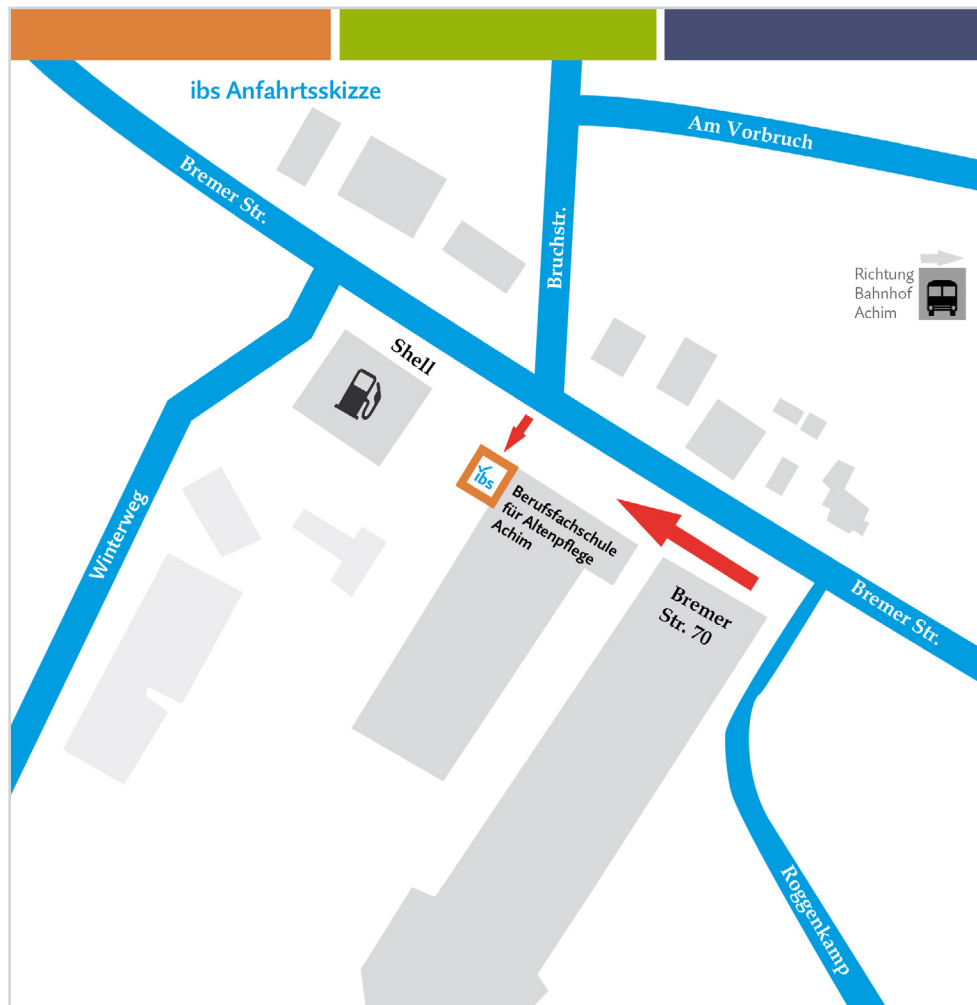 ibs Anfahrtsskizze
Am Vorbruch
Bremer Str.
Bruchstr.
Richtung
Bahnhof
Achim
Shell
ibs
Berufsfachschule
für Altenpflege
Achim
Winterweg
Bremer
Str. 70
Bremer Str.
Roggenkamp